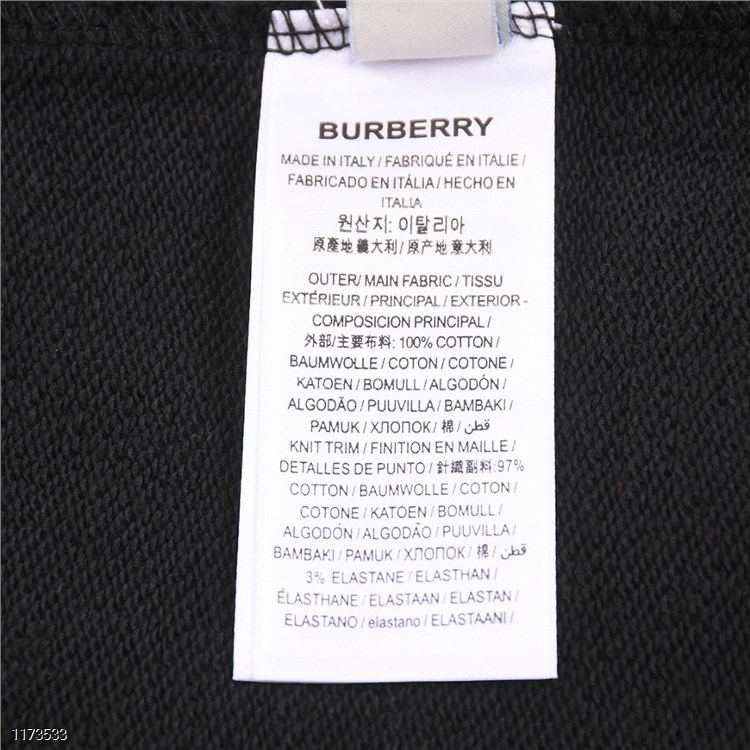 BURBERRY
MADE IN ITALY / FABRIQUÉ EN ITALIE /
FABRICADO EN ITÁLIA / HECHO EN
ITALIA
원산지: 이탈리아
原產地 義大利 / 原产地 意大利
OUTER/ MAIN FABRIC / TISSU
EXTÉRIEUR / PRINCIPAL / EXTERIOR -
COMPOSICION PRINCIPAL /
外部/主要布料: 100% COTTON /
BAUMWOLLE / COTON / COTONE /
KATOEN / BOMULL / ALGODÓN /
ALGODÃO / PUUVILLA / BAMBAKI /
PAMUK / ХЛОПОК / 棉 / قطن /
KNIT TRIM / FINITION EN MAILLE /
DETALLES DE PUNTO / 針織副料: 97%
COTTON / BAUMWOLLE / COTON /
COTONE / KATOEN / BOMULL /
ALGODÓN / ALGODÃO / PUUVILLA /
BAMBAKI / PAMUK / ХЛОПОК / 棉 / قطن
3% ELASTANE / ELASTHAN /
ÉLASTHANE / ELASTAAN / ELASTAN /
ELASTANO / elastano / ELASTAANI /
1173533